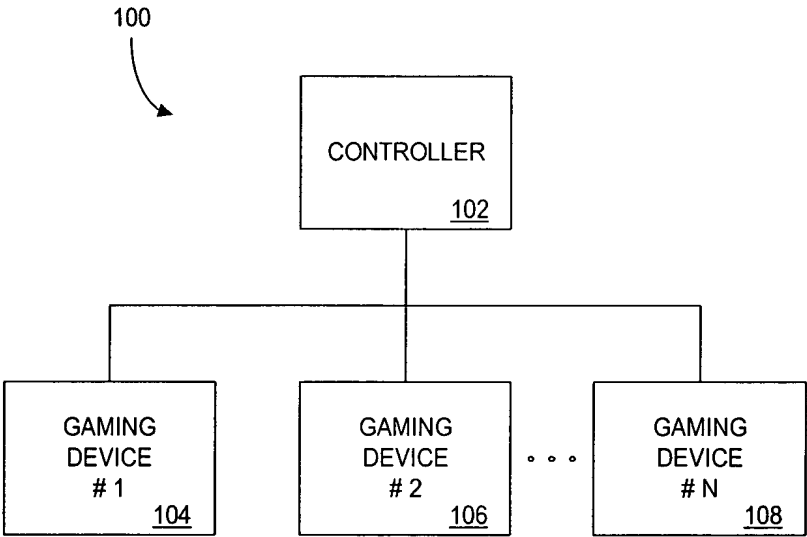 100
CONTROLLER
102
GAMING
DEVICE
# 1
104
GAMING
DEVICE
# 2
106
GAMING
DEVICE
# N
108